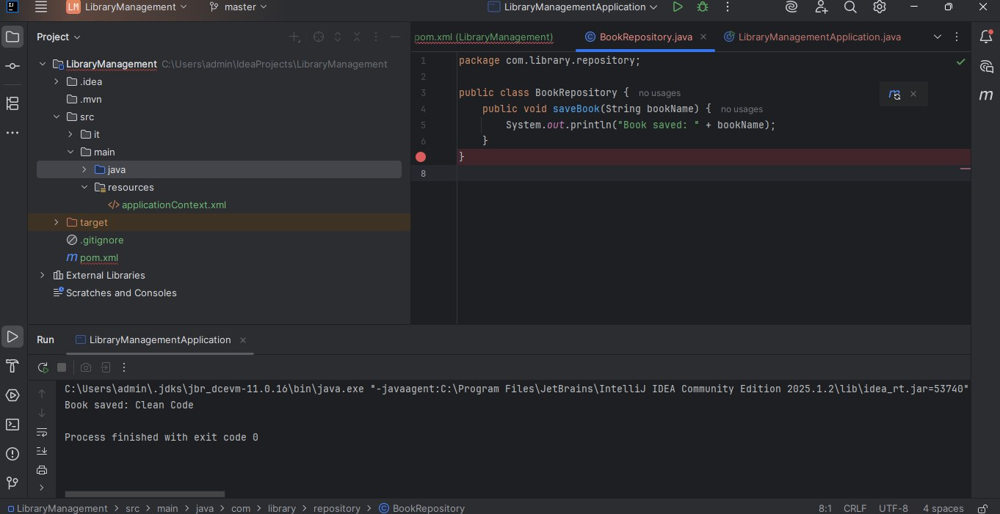 LM LibraryManagement master LibraryManagementApplication
Project
pom.xml (LibraryManagement) BookRepository.java LibraryManagementApplication.java
LibraryManagement C:\Users\admin\IdeaProjects\LibraryManagement
.idea
.mvn
src
it
main
java
resources
</> applicationContext.xml
target
.gitignore
m pom.xml
External Libraries
Scratches and Consoles
1 package com.library.repository;
2
3 public class BookRepository { no usages
4 public void saveBook(String bookName) { no usages
5 System.out.println("Book saved: " + bookName);
6 }
}
8
Run LibraryManagementApplication
C:\Users\admin\.jdks\jbr_dcevm-11.0.16\bin\java.exe "-javaagent:C:\Program Files\JetBrains\IntelliJ IDEA Community Edition 2025.1.2\lib\idea_rt.jar=53740"
Book saved: Clean Code
Process finished with exit code 0
LibraryManagement > src > main > java > com > library > repository > BookRepository 8:1 CRLF UTF-8 4 spaces